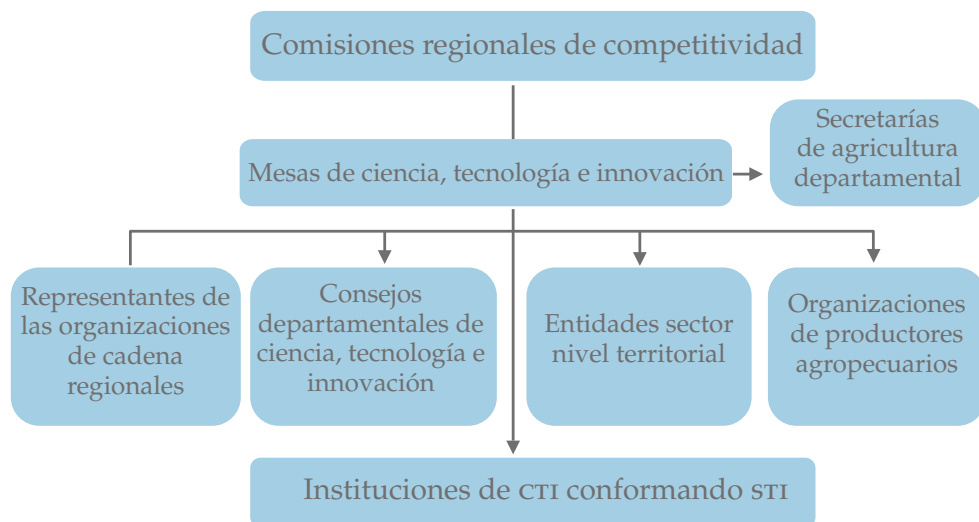 Comisiones regionales de competitividad
Mesas de ciencia, tecnología e innovación
Secretarías
de agricultura
departamental
Representantes de
las organizaciones
de cadena
regionales
Consejos
departamentales de
ciencia, tecnología e
innovación
Entidades sector
nivel territorial
Organizaciones
de productores
agropecuarios
Instituciones de CTI conformando STI